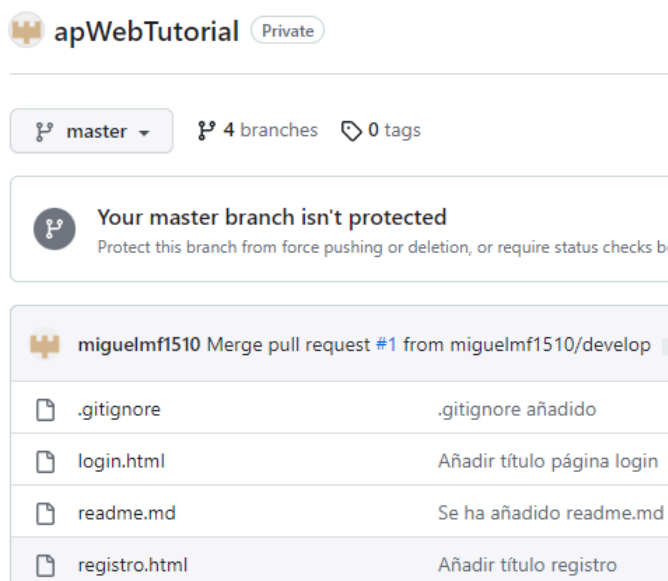 apWebTutorial Private
master 4 branches 0 tags
Your master branch isn't protected
Protect this branch from force pushing or deletion, or require status checks
miguelmf1510 Merge pull request #1 from miguelmf1510/develop
.gitignore .gitignore añadido
login.html Añadir título página login
readme.md Se ha añadido readme.md
registro.html Añadir título registro